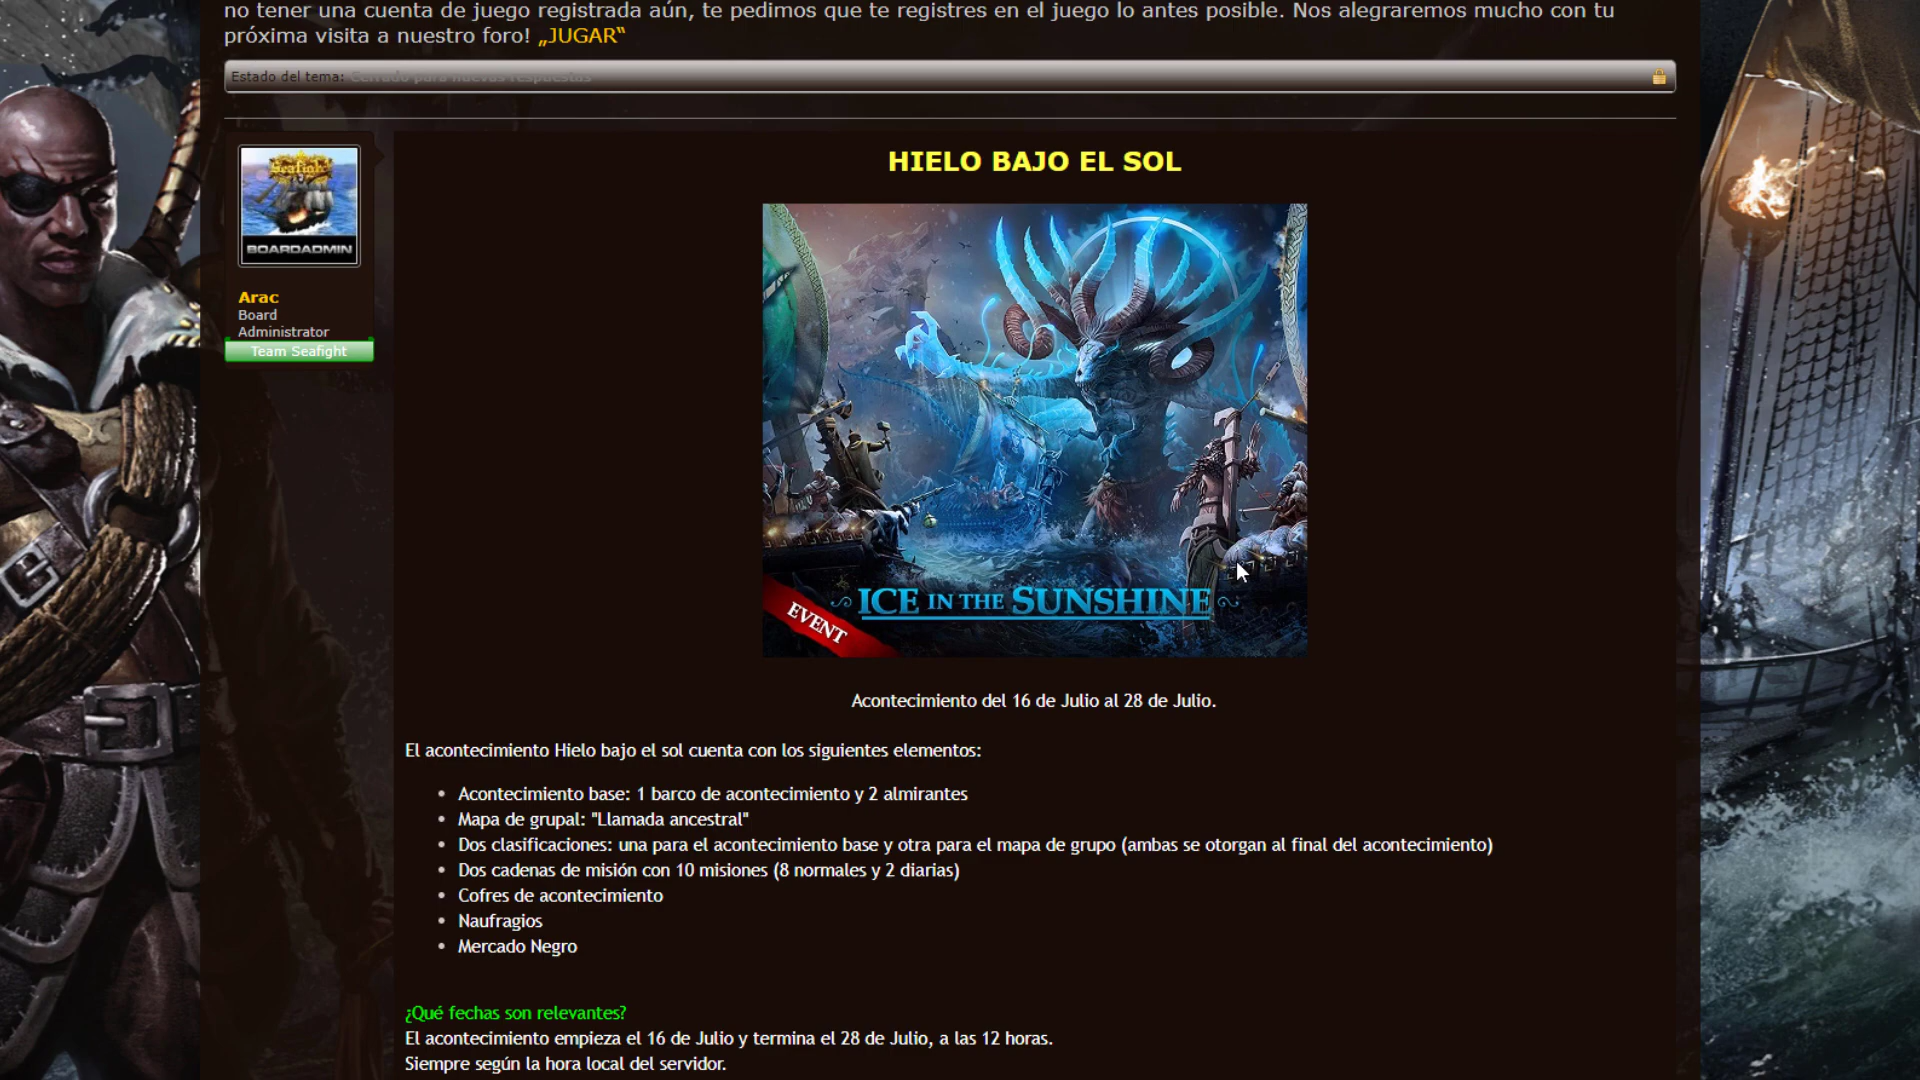 no tener una cuenta de juego registrada aún, te pedimos que te registres en el juego lo antes posible. Nos alegraremos mucho con tu
próxima visita a nuestro foro! „JUGAR“
Estado del tema: Cerrado para nuevas respuestas
Seafight
BOARDADMIN
Arac
Board
Administrator
Team Seafight
HIELO BAJO EL SOL
ICE IN THE SUNSHINE
EVENT
Acontecimiento del 16 de Julio al 28 de Julio.
El acontecimiento Hielo bajo el sol cuenta con los siguientes elementos:
• Acontecimiento base: 1 barco de acontecimiento y 2 almirantes
• Mapa de grupal: "Llamada ancestral"
• Dos clasificaciones: una para el acontecimiento base y otra para el mapa de grupo (ambas se otorgan al final del acontecimiento)
• Dos cadenas de misión con 10 misiones (8 normales y 2 diarias)
• Cofres de acontecimiento
• Naufragios
• Mercado Negro
¿Qué fechas son relevantes?
El acontecimiento empieza el 16 de Julio y termina el 28 de Julio, a las 12 horas.
Siempre según la hora local del servidor.